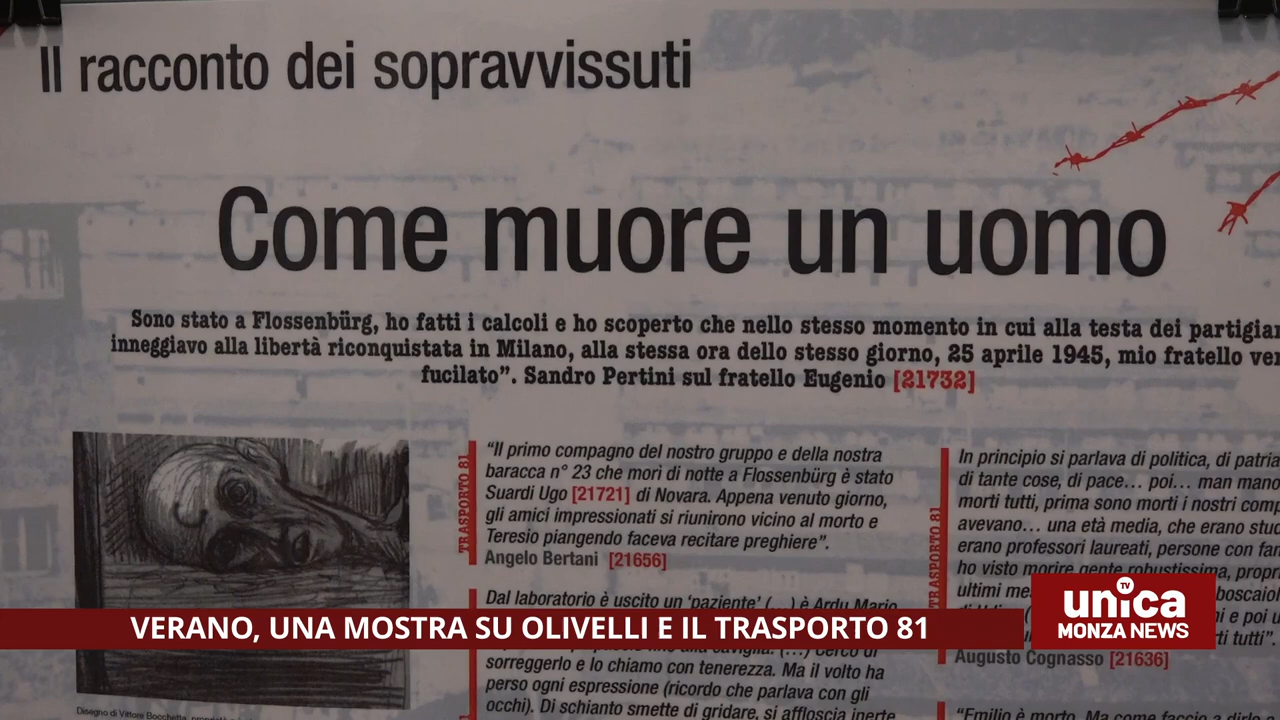 Il racconto dei sopravvissuti
Come muore un uomo
Sono stato a Flossenbürg, ho fatti i calcoli e ho scoperto che nello stesso momento in cui alla testa dei
inneggiavo alla libertà riconquistata in Milano, alla stessa ora dello stesso giorno, 25 aprile 1945, mio fratello
fucilato”. Sandro Pertini sul fratello Eugenio [21732]
TRASPORTO 81
“Il primo compagno del nostro gruppo e della nostra
baracca n° 23 che morì di notte a Flossenbürg è stato
Suardi Ugo [21721] di Novara. Appena venuto giorno,
gli amici impressionati si riunirono vicino al morto e
Teresio piangendo faceva recitare preghiere”.
Angelo Bertani [21656]
Dal laboratorio è uscito un ‘paziente’ (…) è Ardu Mario
sorreggerlo e lo chiamo con tenerezza. Ma il volto ha
perso ogni espressione (ricordo che parlava con gli
occhi). Di schianto smette di gridare, si affloscia inerte
TRASPORTO 81
In principio si parlava di politica, di patria
di tante cose, di pace… poi… man mano
morti tutti, prima sono morti i nostri
avevano… una età media, che erano
erano professori laureati, persone con
ho visto morire gente robustissima,
ultimi
Augusto Cognasso [21636]
“Emilio è morto. Ma come faccio a dirlo
Disegno di Vittore Bocchetta,
VERANO, UNA MOSTRA SU OLIVELLI E IL TRASPORTO 81
TV
unica
MONZA NEWS